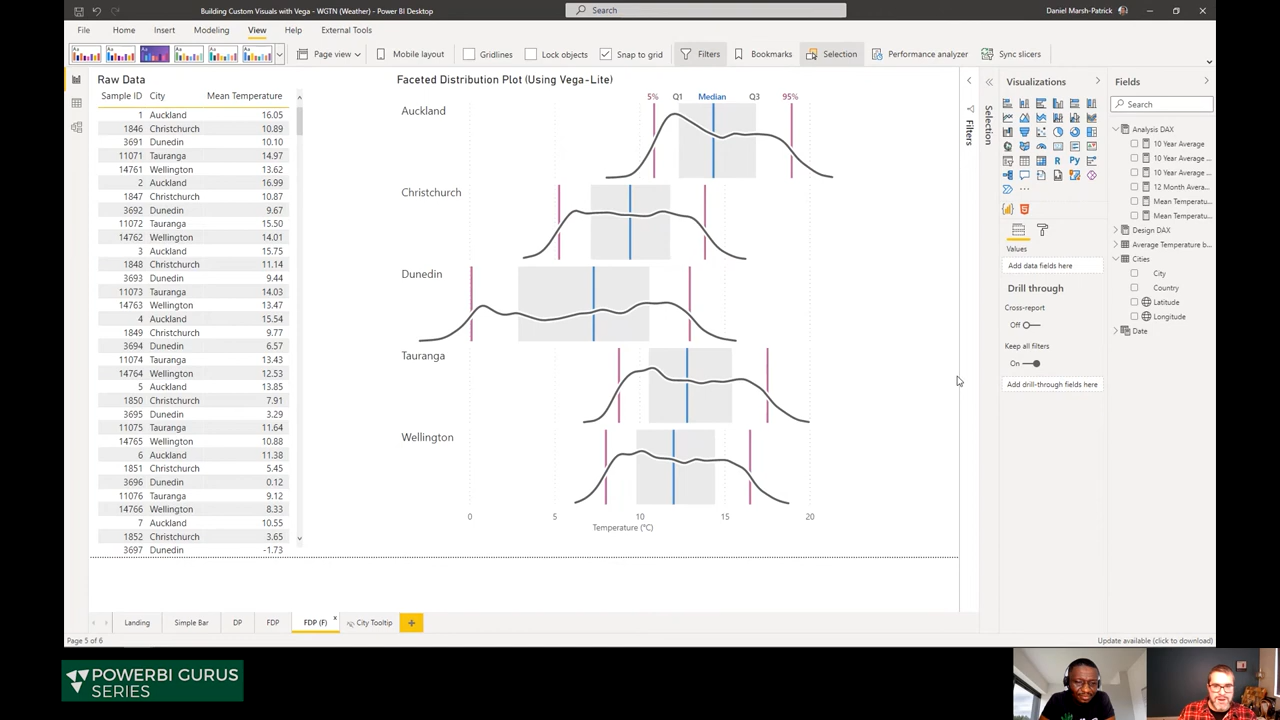 Building Custom Visuals with Vega - WGTN (Weather) - Power BI Desktop
Search
Daniel Marsh-Patrick
File Home Insert Modeling View Help External Tools
Page view Mobile layout Gridlines Lock objects Snap to grid Filters Bookmarks Selection Performance analyzer Sync slicers
Raw Data
Sample ID City Mean Temperature
1 Auckland 16.05
1846 Christchurch 10.89
3691 Dunedin 10.10
11071 Tauranga 14.97
14761 Wellington 13.62
2 Auckland 16.99
1847 Christchurch 10.87
3692 Dunedin 9.67
11072 Tauranga 15.50
14762 Wellington 14.01
3 Auckland 15.75
1848 Christchurch 11.14
3693 Dunedin 9.44
11073 Tauranga 14.03
14763 Wellington 13.47
4 Auckland 15.54
1849 Christchurch 9.77
3694 Dunedin 6.57
11074 Tauranga 13.43
14764 Wellington 12.53
5 Auckland 13.85
1850 Christchurch 7.91
3695 Dunedin 3.29
11075 Tauranga 11.64
14765 Wellington 10.88
6 Auckland 11.38
1851 Christchurch 5.45
3696 Dunedin 0.12
11076 Tauranga 9.12
14766 Wellington 8.33
7 Auckland 10.55
1852 Christchurch 3.65
3697 Dunedin -1.73
Faceted Distribution Plot (Using Vega-Lite)
5% Q1 Median Q3 95%
Auckland
Christchurch
Dunedin
Tauranga
Wellington
0 5 10 15 20
Temperature (°C)
Filters
Selection
Visualizations
Values
Add data fields here
Drill through
Cross-report
Off
Keep all filters
On
Add drill-through fields here
Fields
Search
Analysis DAX
10 Year Average
10 Year Average ...
10 Year Average ...
12 Month Avera...
Mean Temperatu...
Mean Temperatu...
Design DAX
Average Temperature b...
Cities
City
Country
Latitude
Longitude
Date
Landing Simple Bar DP FDP FDP (F) x City Tooltip +
Page 5 of 6
Update available (click to download)
POWERBI GURUS
SERIES